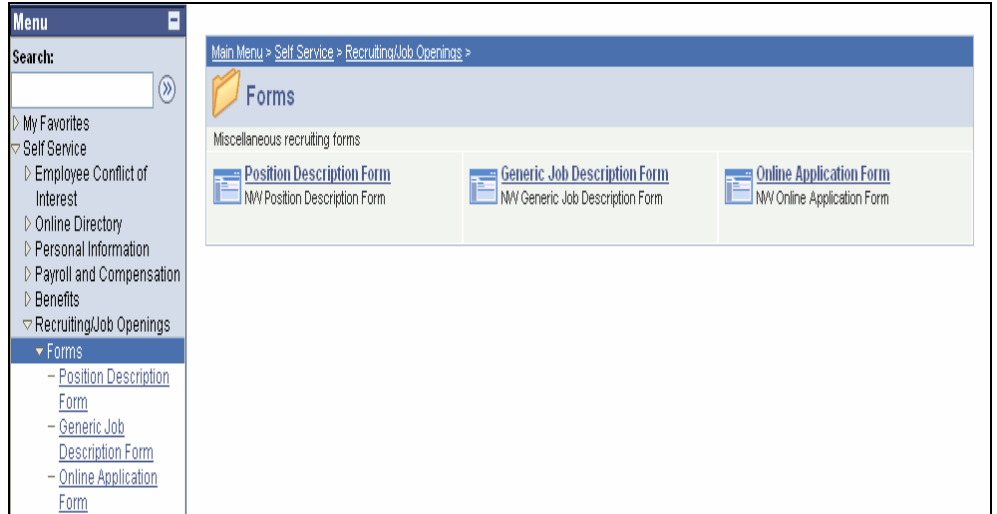 Menu
Search:
My Favorites
Self Service
Employee Conflict of
Interest
Online Directory
Personal Information
Payroll and Compensation
Benefits
Recruiting/Job Openings
Forms
– Position Description
Form
– Generic Job
Description Form
– Online Application
Form
Main Menu > Self Service > Recruiting/Job Openings >
Forms
Miscellaneous recruiting forms
Position Description Form
NW Position Description Form
Generic Job Description Form
NW Generic Job Description Form
Online Application Form
NW Online Application Form